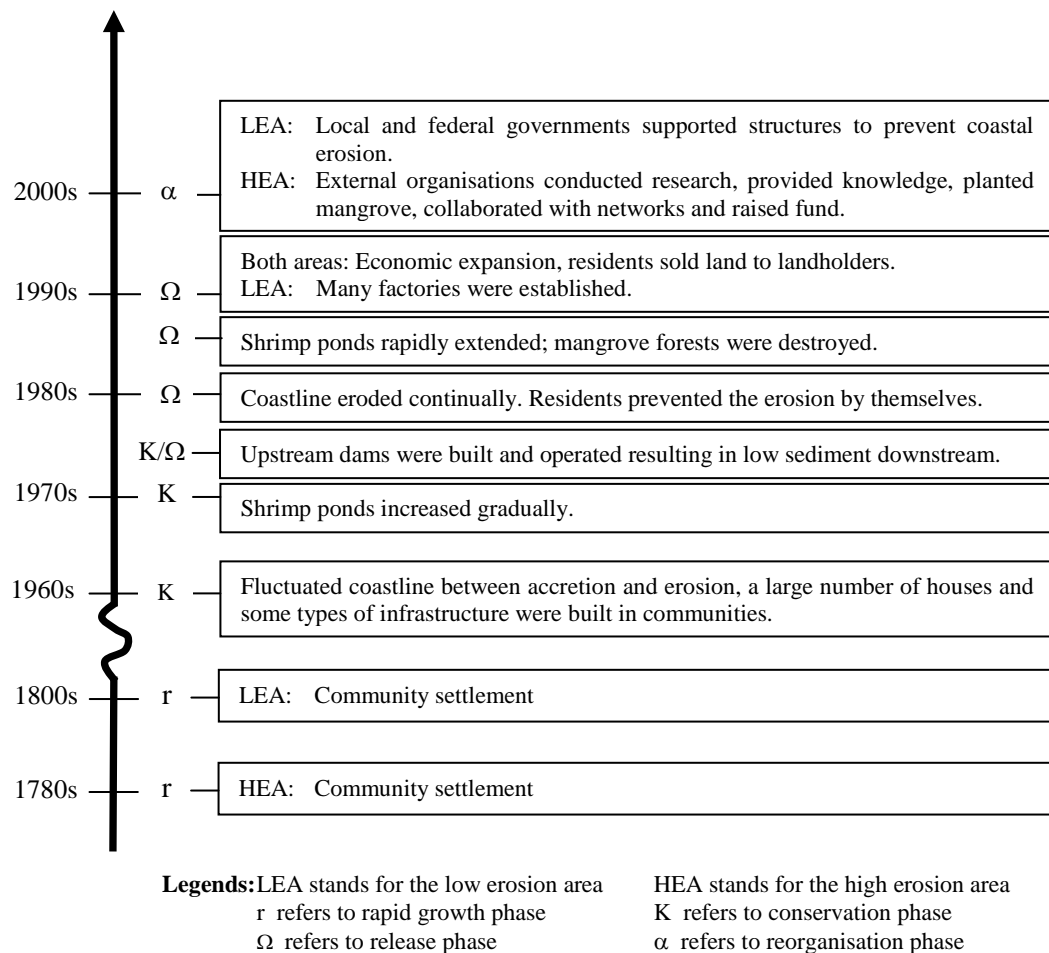 LEA: Local and federal governments supported structures to prevent coastal
erosion.
2000s α HEA: External organisations conducted research, provided knowledge, planted
mangrove, collaborated with networks and raised fund.
Both areas: Economic expansion, residents sold land to landholders.
1990s Ω LEA: Many factories were established.
Ω Shrimp ponds rapidly extended; mangrove forests were destroyed.
1980s Ω Coastline eroded continually. Residents prevented the erosion by themselves.
K/Ω Upstream dams were built and operated resulting in low sediment downstream.
1970s K Shrimp ponds increased gradually.
1960s K Fluctuated coastline between accretion and erosion, a large number of houses and
some types of infrastructure were built in communities.
1800s r LEA: Community settlement
1780s r HEA: Community settlement
Legends: LEA stands for the low erosion area HEA stands for the high erosion area
r refers to rapid growth phase K refers to conservation phase
Ω refers to release phase α refers to reorganisation phase